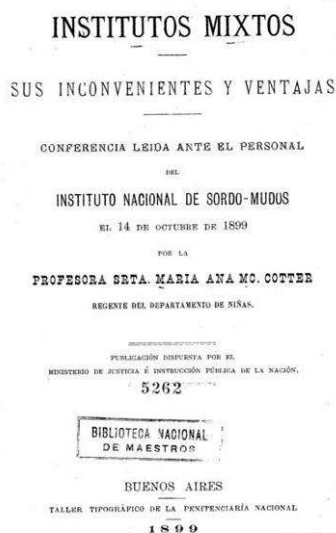 INSTITUTOS MIXTOS
SUS INCONVENIENTES Y VENTAJAS
CONFERENCIA LEIDA ANTE EL PERSONAL
DEL
INSTITUTO NACIONAL DE SORDO-MUDOS
EL 14 DE OCTUBRE DE 1899
POR LA
PROFESORA SRTA. MARIA ANA MC. COTTER
REGENTE DEL DEPARTAMENTO DE NIÑAS.
PUBLICACIÓN DISPUESTA POR EL
MINISTERIO DE JUSTICIA É INSTRUCCIÓN PÚBLICA DE LA NACIÓN.
5262
BIBLIOTECA NACIONAL
DE MAESTROS
BUENOS AIRES
TALLER TIPOGRÁFICO DE LA PENITENCIARÍA NACIONAL
1899